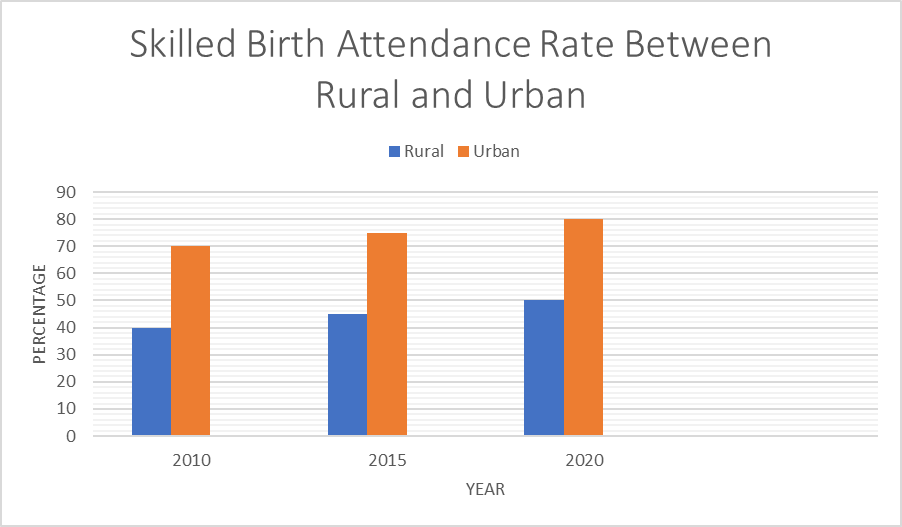 Skilled Birth Attendance Rate Between
Rural and Urban
Rural Urban
90
80
70
60
50
40
30
20
10
0
PERCENTAGE
2010 2015 2020
YEAR